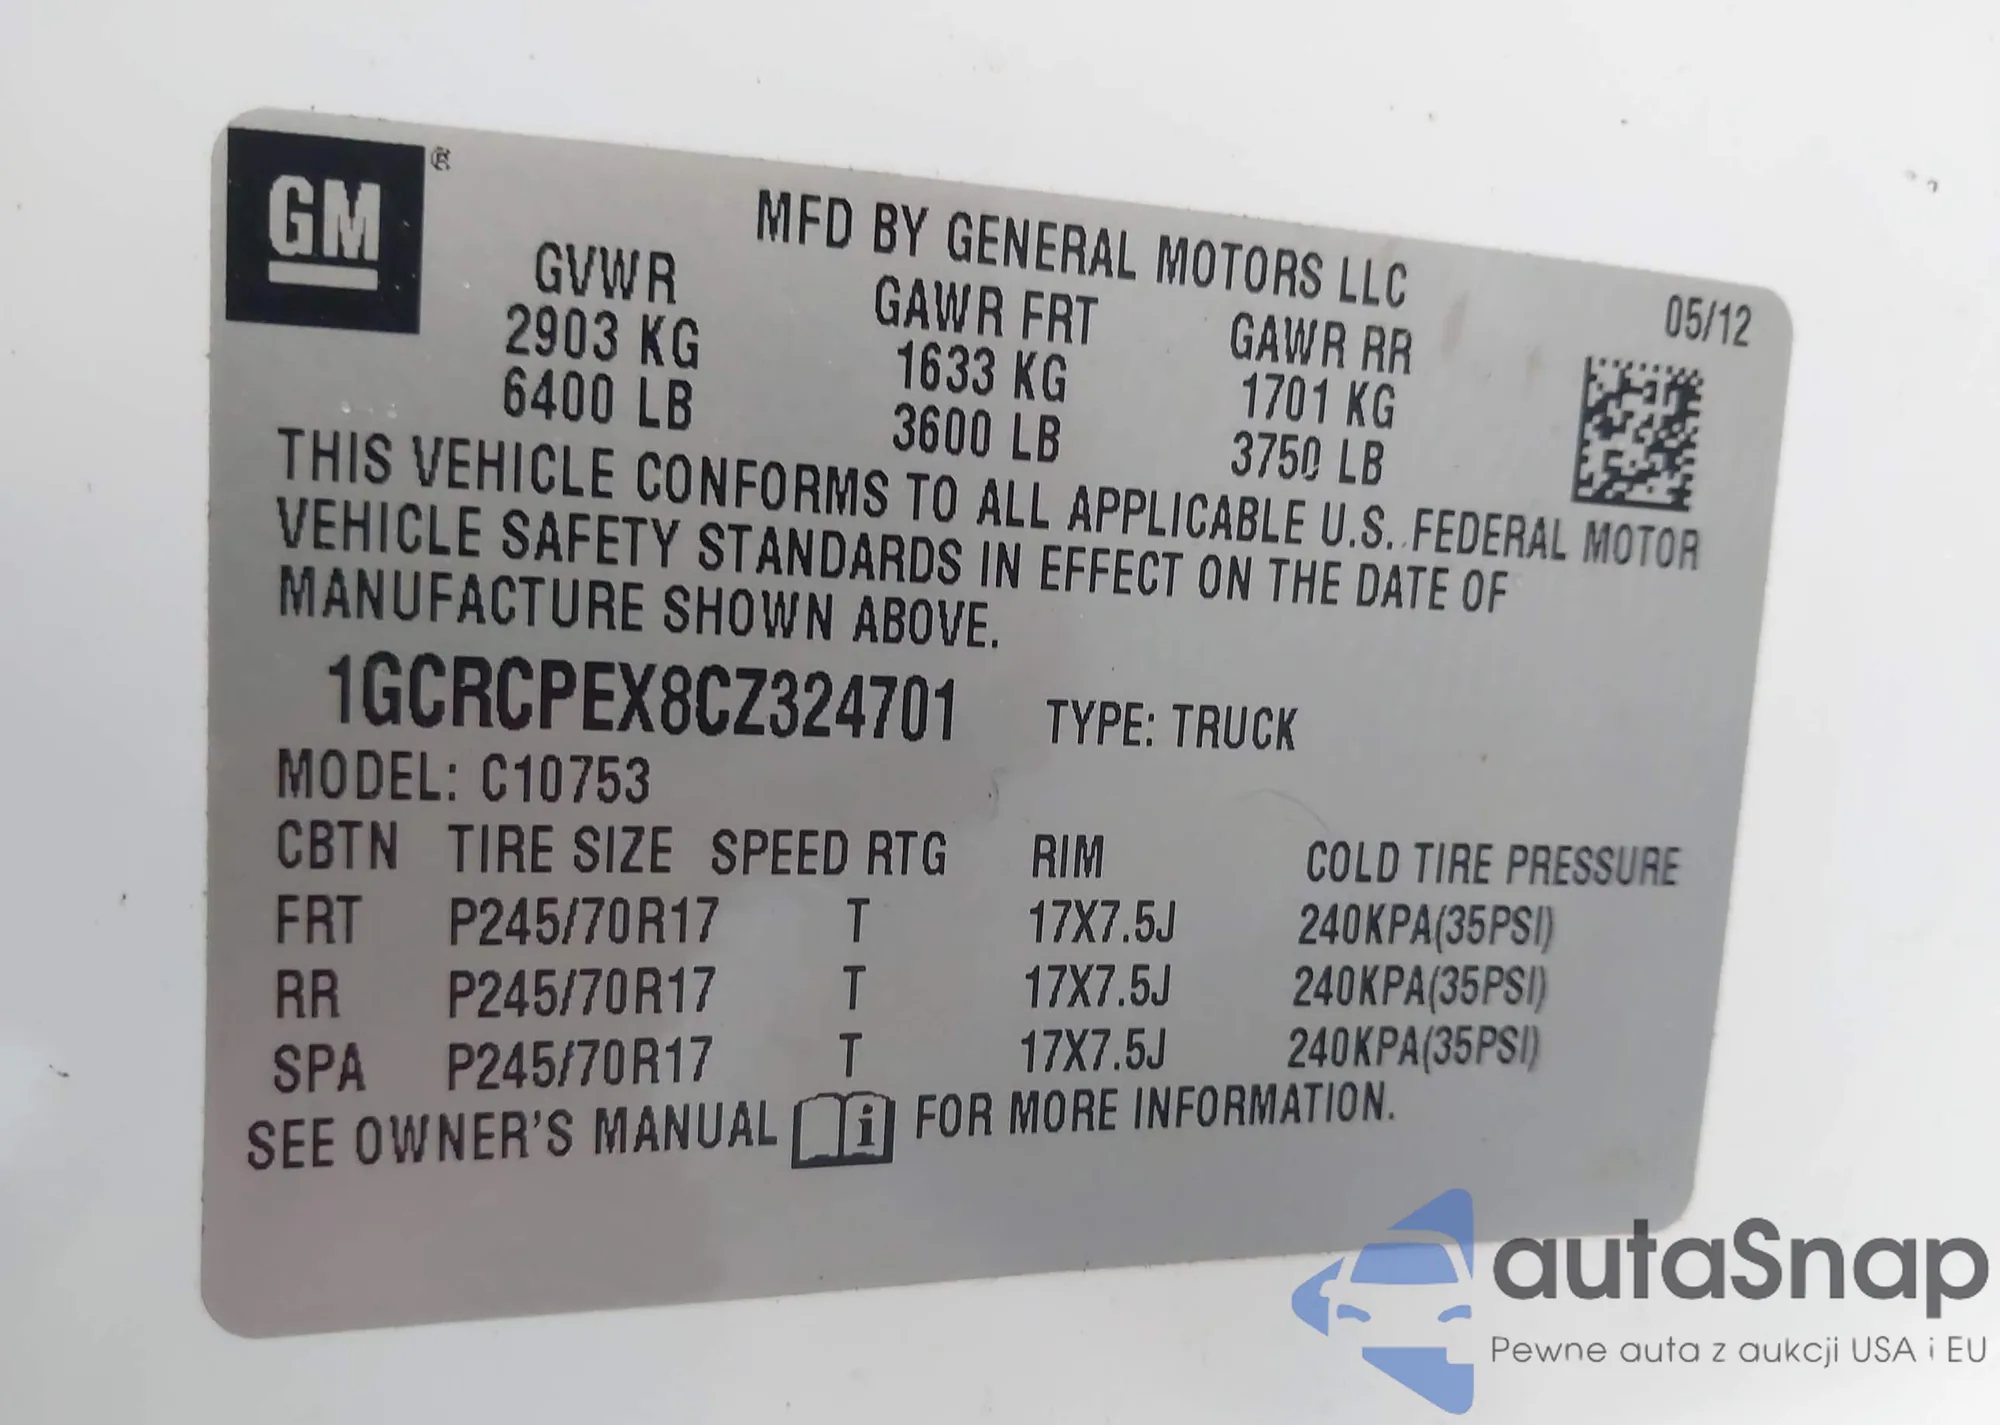 GM ®
MFD BY GENERAL MOTORS LLC
05/12
GVWR GAWR FRT GAWR RR
2903 KG 1633 KG 1701 KG
6400 LB 3600 LB 3750 LB
THIS VEHICLE CONFORMS TO ALL APPLICABLE U.S. FEDERAL MOTOR
VEHICLE SAFETY STANDARDS IN EFFECT ON THE DATE OF
MANUFACTURE SHOWN ABOVE.
1GCRCPEX8CZ324701 TYPE: TRUCK
MODEL: C10753
CBTN TIRE SIZE SPEED RTG RIM COLD TIRE PRESSURE
FRT P245/70R17 T 17X7.5J 240KPA(35PSI)
RR P245/70R17 T 17X7.5J 240KPA(35PSI)
SPA P245/70R17 T 17X7.5J 240KPA(35PSI)
SEE OWNER'S MANUAL i FOR MORE INFORMATION.
autaSnap
Pewne auta z aukcji USA i EU